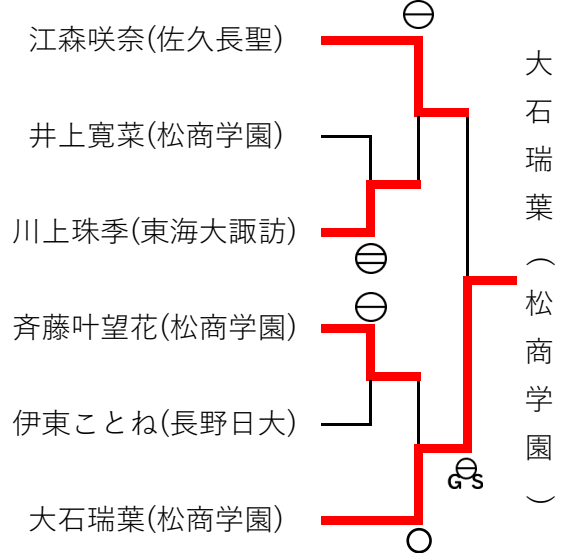 江森咲奈(佐久長聖)
井上寛菜(松商学園)
川上珠季(東海大諏訪)
斉藤叶望花(松商学園)
伊東ことね(長野日大)
大石瑞葉(松商学園)
大石瑞葉(松商学園)
GS